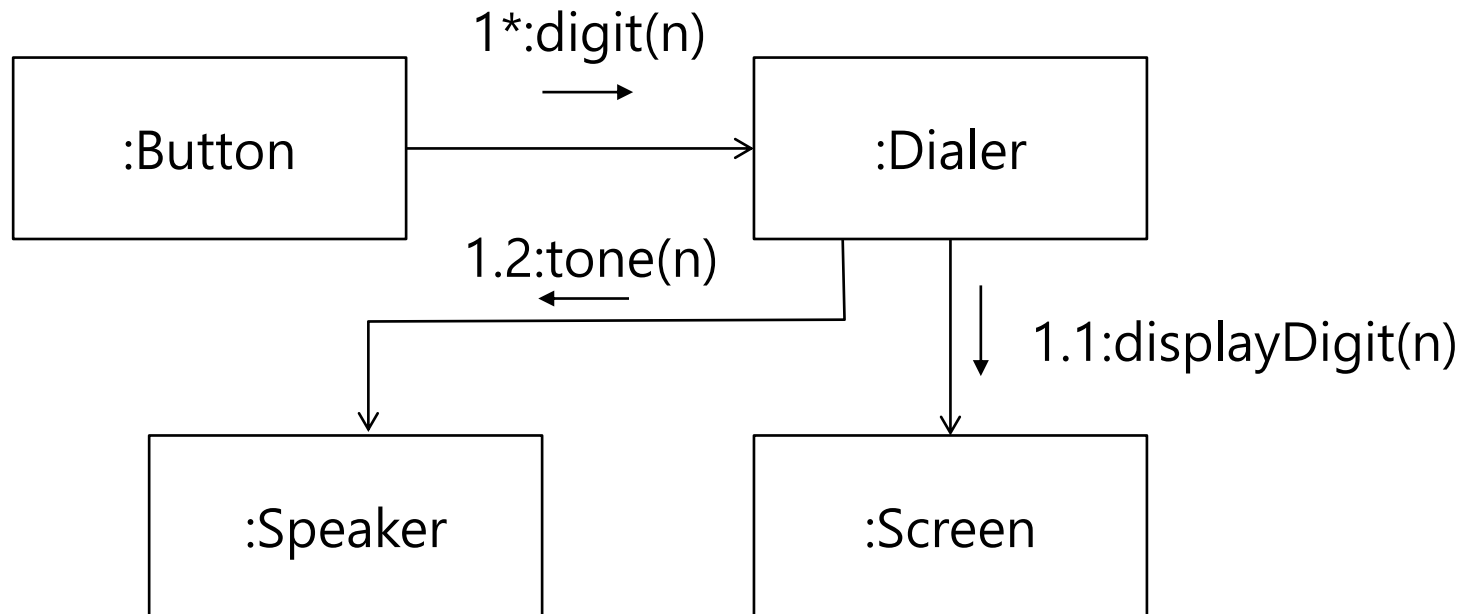 1*:digit(n)
:Button
:Dialer
1.2:tone(n)
1.1:displayDigit(n)
:Speaker
:Screen